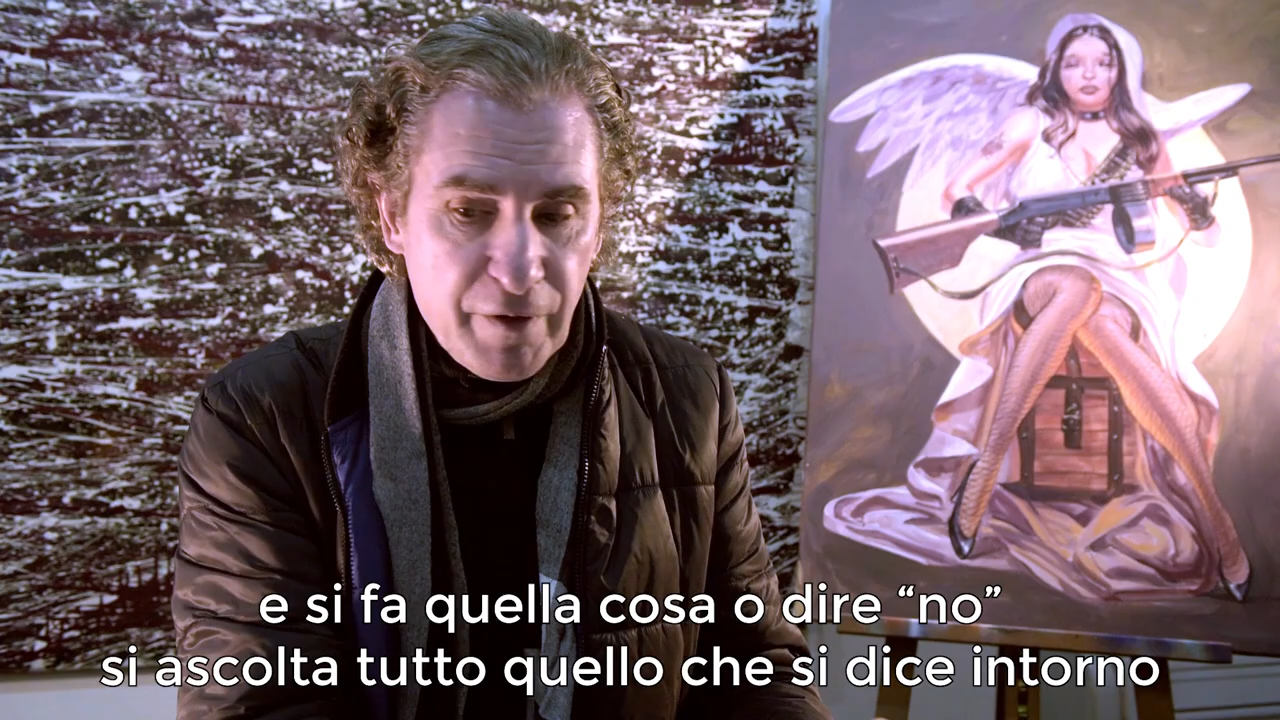 e si fa quella cosa o dire “no”
si ascolta tutto quello che si dice intorno